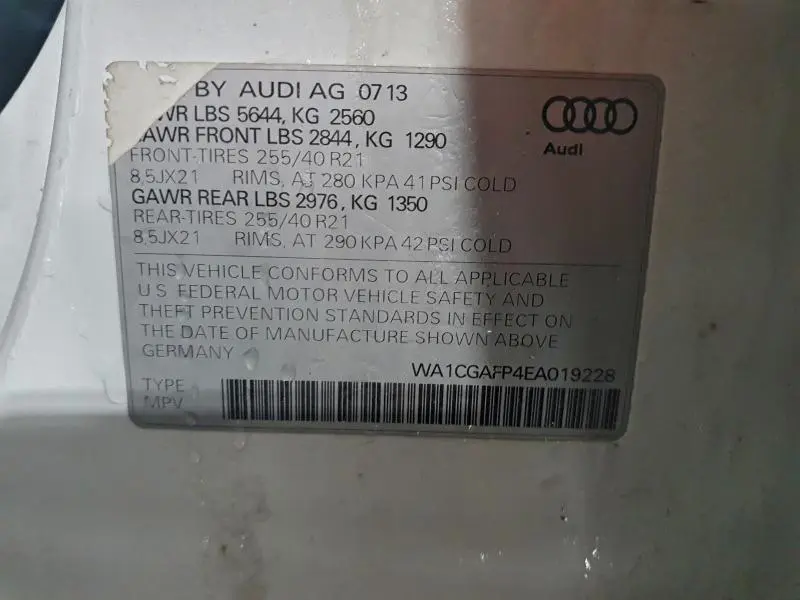 BY AUDI AG 0713
WR LBS 5644, KG 2560
AWR FRONT LBS 2844, KG 1290
FRONT-TIRES 255/40 R21
8,5JX21 RIMS, AT 280 KPA 41 PSI COLD
GAWR REAR LBS 2976, KG 1350
REAR-TIRES 255/40 R21
8,5JX21 RIMS, AT 290 KPA 42 PSI COLD
Audi
THIS VEHICLE CONFORMS TO ALL APPLICABLE
U.S. FEDERAL MOTOR VEHICLE SAFETY AND
THEFT PREVENTION STANDARDS IN EFFECT ON
THE DATE OF MANUFACTURE SHOWN ABOVE
GERMANY
WA1CGAFP4EA019228
TYPE
MPV